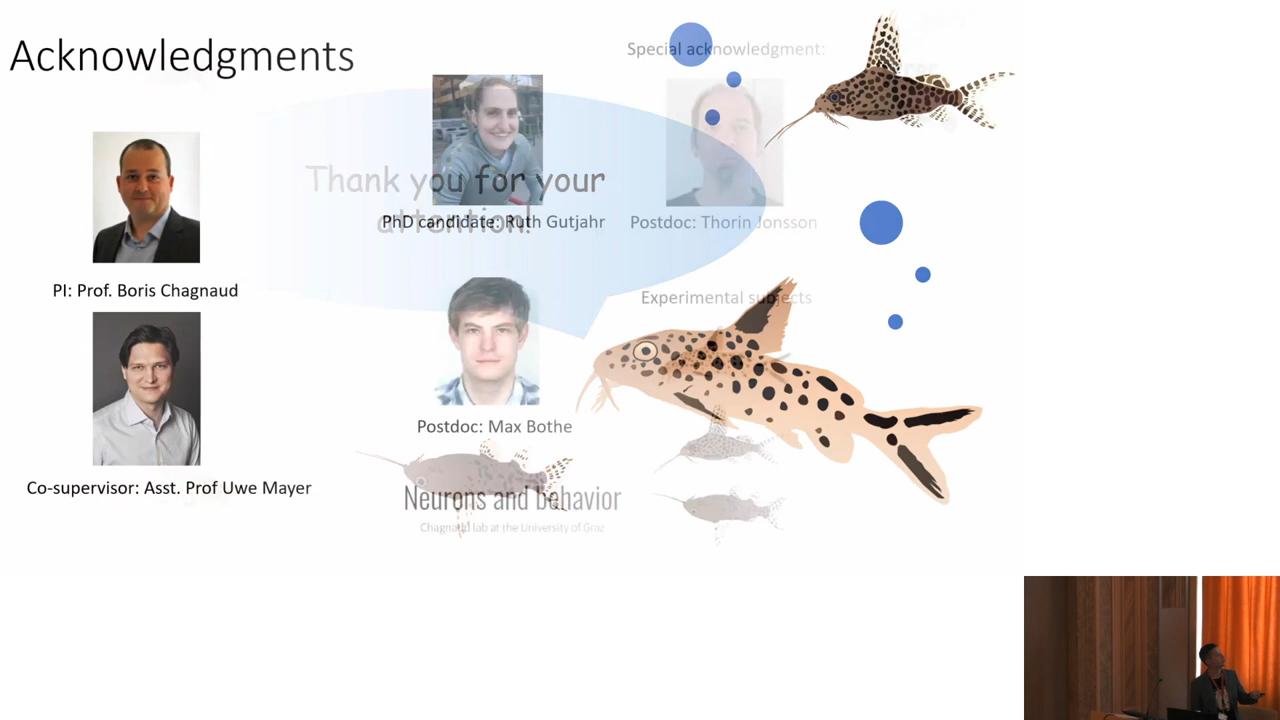 Acknowledgments
Special acknowledgment:
Thank you for your
attention!
PhD candidate: Ruth Gutjahr
Postdoc: Thorin Jonsson
PI: Prof. Boris Chagnaud
Experimental subjects
Postdoc: Max Bothe
Co-supervisor: Asst. Prof Uwe Mayer
Neurons and behavior
Chagnaud lab at the University of Graz